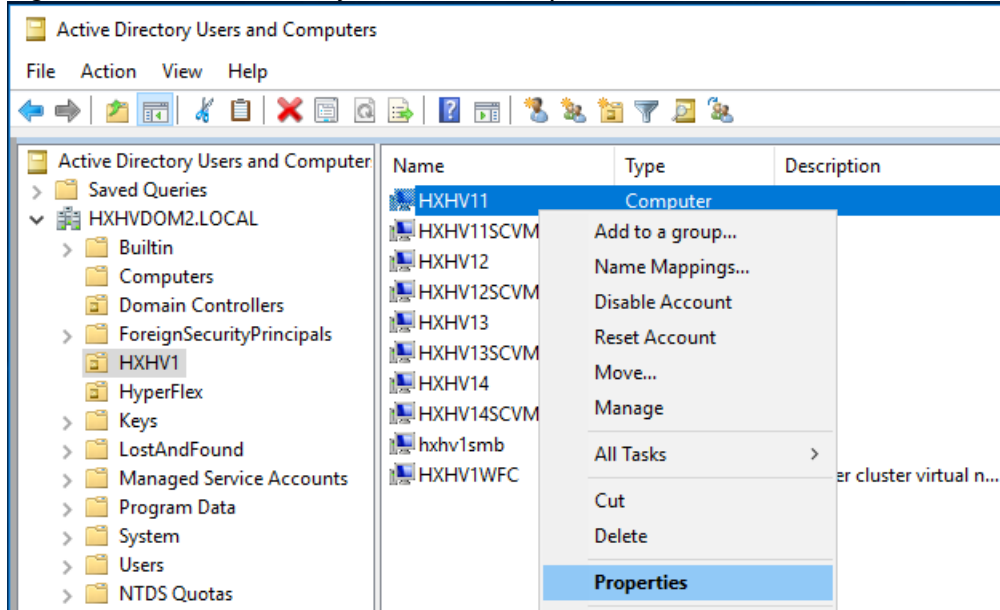 Active Directory Users and Computers
File Action View Help
Active Directory Users and Computer
Saved Queries
HXHVDOM2.LOCAL
Builtin
Computers
Domain Controllers
ForeignSecurityPrincipals
HXHV1
HyperFlex
Keys
LostAndFound
Managed Service Accounts
Program Data
System
Users
NTDS Quotas
Name Type Description
HXHV11 Computer
HXHV11SCVM
HXHV12
HXHV12SCVM
HXHV13
HXHV13SCVM
HXHV14
HXHV14SCVM
hxhv1smb
HXHV1WFC er cluster virtual n...
Add to a group...
Name Mappings...
Disable Account
Reset Account
Move...
Manage
All Tasks >
Cut
Delete
Properties